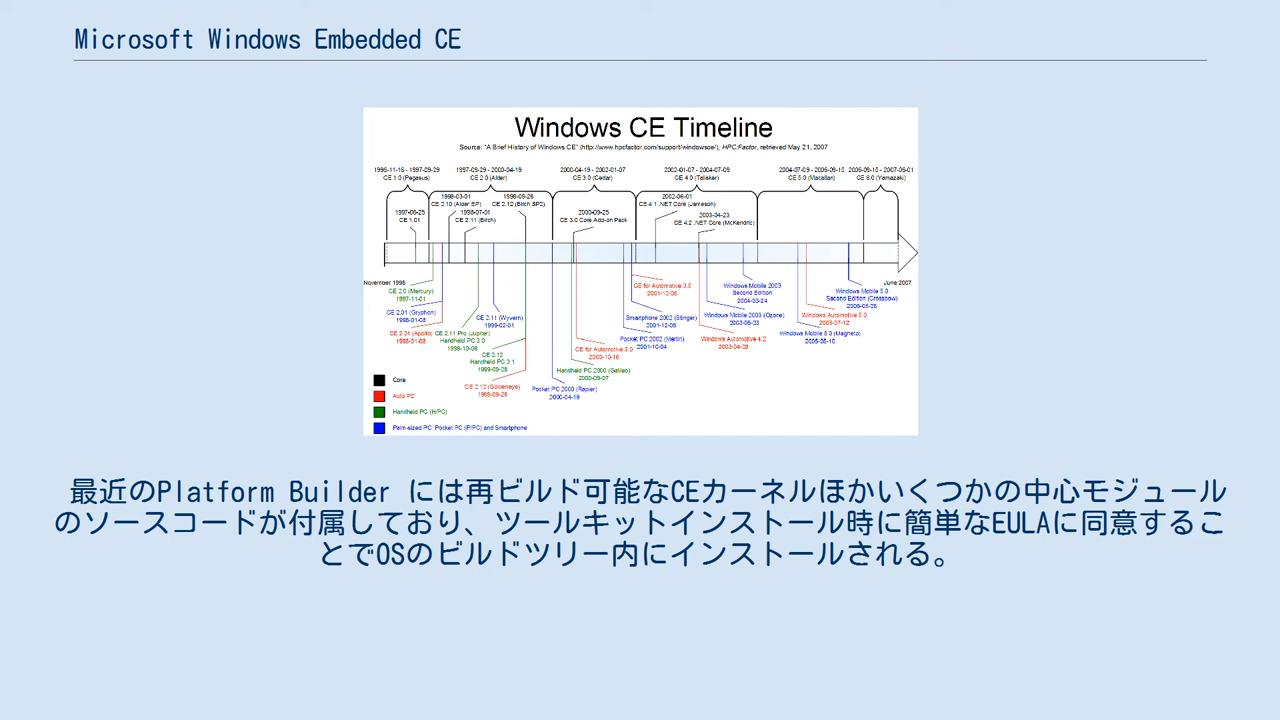 Microsoft Windows Embedded CE
Windows CE Timeline
Source: "A Brief History of Windows CE" (http://www.hpcfactor.com/support/windowsce/), HPC:Factor, retrieved May 21, 2007
1996-11-16 - 1997-09-29
CE 1.0 (Pegasus)
1997-09-29 - 2000-04-19
CE 2.0 (Alder)
2000-04-19 - 2002-01-07
CE 3.0 (Cedar)
2002-01-07 - 2004-07-09
CE 4.0 (Talisker)
2004-07-09 - 2006-09-15
CE 5.0 (Macallan)
2006-09-15 - 2007-06-01
CE 6.0 (Yamazaki)
1997-06-25
CE 1.01
1998-03-01
CE 2.10 (Alder EP)
1998-07-01
CE 2.11 (Birch)
1998-09-28
CE 2.12 (Birch SP2)
2000-09-25
CE 3.0 Core Add-on Pack
2002-06-01
CE 4.1 .NET Core (Jameson)
2003-04-23
CE 4.2 .NET Core (McKendric)
November 1996
June 2007
CE 2.0 (Mercury)
1997-11-01
CE 2.01 (Gryphon)
1998-01-08
CE 2.01 (Apollo)
1998-01-08
CE 2.11 Pro (Jupiter)
Handheld PC 3.0
1998-10-08
CE 2.11 (Wyvern)
1999-02-01
CE 2.12
Handheld PC 3.1
1999-09-28
CE 2.12 (Goldeneye)
1999-09-28
Pocket PC 2000 (Rapier)
2000-04-19
Handheld PC 2000 (Galileo)
2000-09-07
CE for Automotive 3.0
2000-10-16
Pocket PC 2002 (Merlin)
2001-10-04
Smartphone 2002 (Stinger)
2001-12-05
CE for Automotive 3.5
2001-12-06
Windows Automotive 4.2
2003-04-28
Windows Mobile 2003 (Ozone)
2003-06-23
Windows Mobile 2003
Second Edition
2004-03-24
Windows Mobile 5.0 (Magneto)
2005-05-10
Windows Automotive 5.0
2005-07-12
Windows Mobile 5.0
Second Edition (Crossbow)
Core
Auto PC
Handheld PC (H/PC)
Palm-sized PC, Pocket PC (P/PC) and Smartphone
最近のPlatform Builder には再ビルド可能なCEカーネルほかいくつかの中心モジュール
のソースコードが付属しており、ツールキットインストール時に簡単なEULAに同意するこ
とでOSのビルドツリー内にインストールされる。